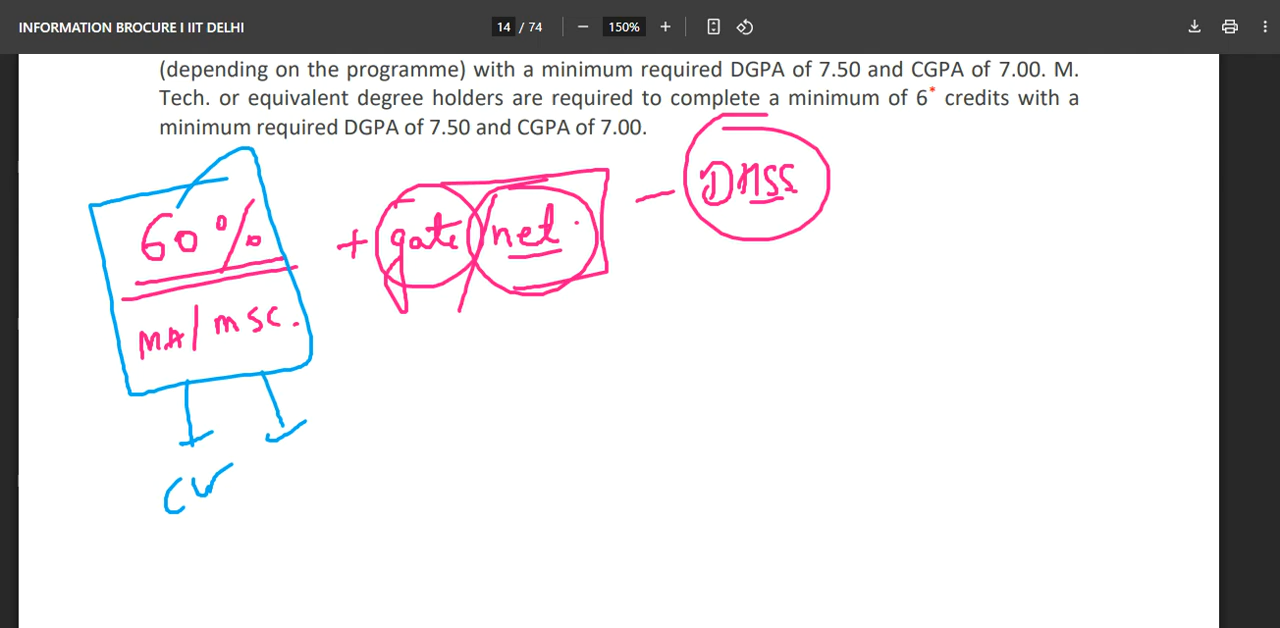 INFORMATION BROCURE I IIT DELHI
14 / 74
150%
(depending on the programme) with a minimum required DGPA of 7.50 and CGPA of 7.00. M.
Tech. or equivalent degree holders are required to complete a minimum of 6* credits with a
minimum required DGPA of 7.50 and CGPA of 7.00.
60% + gate/net. - DHSS
MA/MSC.